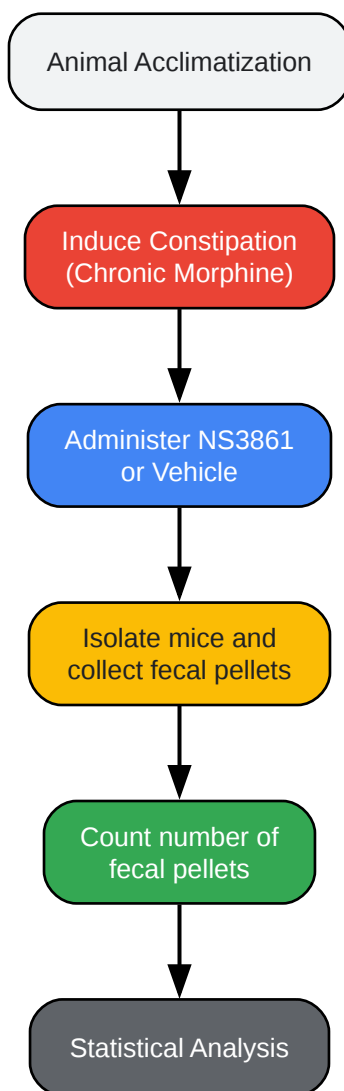 Animal Acclimatization
Induce Constipation
(Chronic Morphine)
Administer NS3861
or Vehicle
Isolate mice and
collect fecal pellets
Count number of
fecal pellets
Statistical Analysis